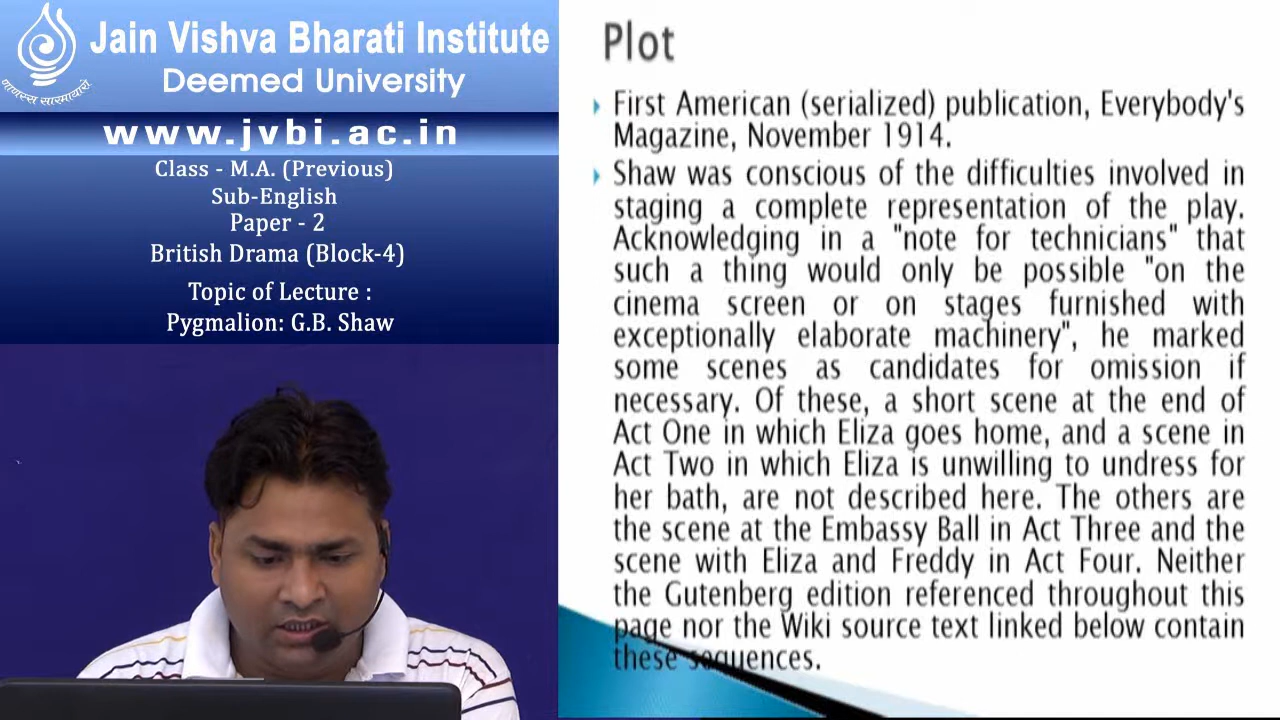 Jain Vishva Bharati Institute
Deemed University
णाणस्स सारमायारो
www.jvbi.ac.in
Class - M.A. (Previous)
Sub-English
Paper - 2
British Drama (Block-4)
Topic of Lecture :
Pygmalion: G.B. Shaw
Plot
First American (serialized) publication, Everybody's
Magazine, November 1914.
Shaw was conscious of the difficulties involved in
staging a complete representation of the play.
Acknowledging in a "note for technicians" that
such a thing would only be possible "on the
cinema screen or on stages furnished with
exceptionally elaborate machinery", he marked
some scenes as candidates for omission if
necessary. Of these, a short scene at the end of
Act One in which Eliza goes home, and a scene in
Act Two in which Eliza is unwilling to undress for
her bath, are not described here. The others are
the scene at the Embassy Ball in Act Three and the
scene with Eliza and Freddy in Act Four. Neither
the Gutenberg edition referenced throughout this
page nor the Wiki source text linked below contain
these sequences.